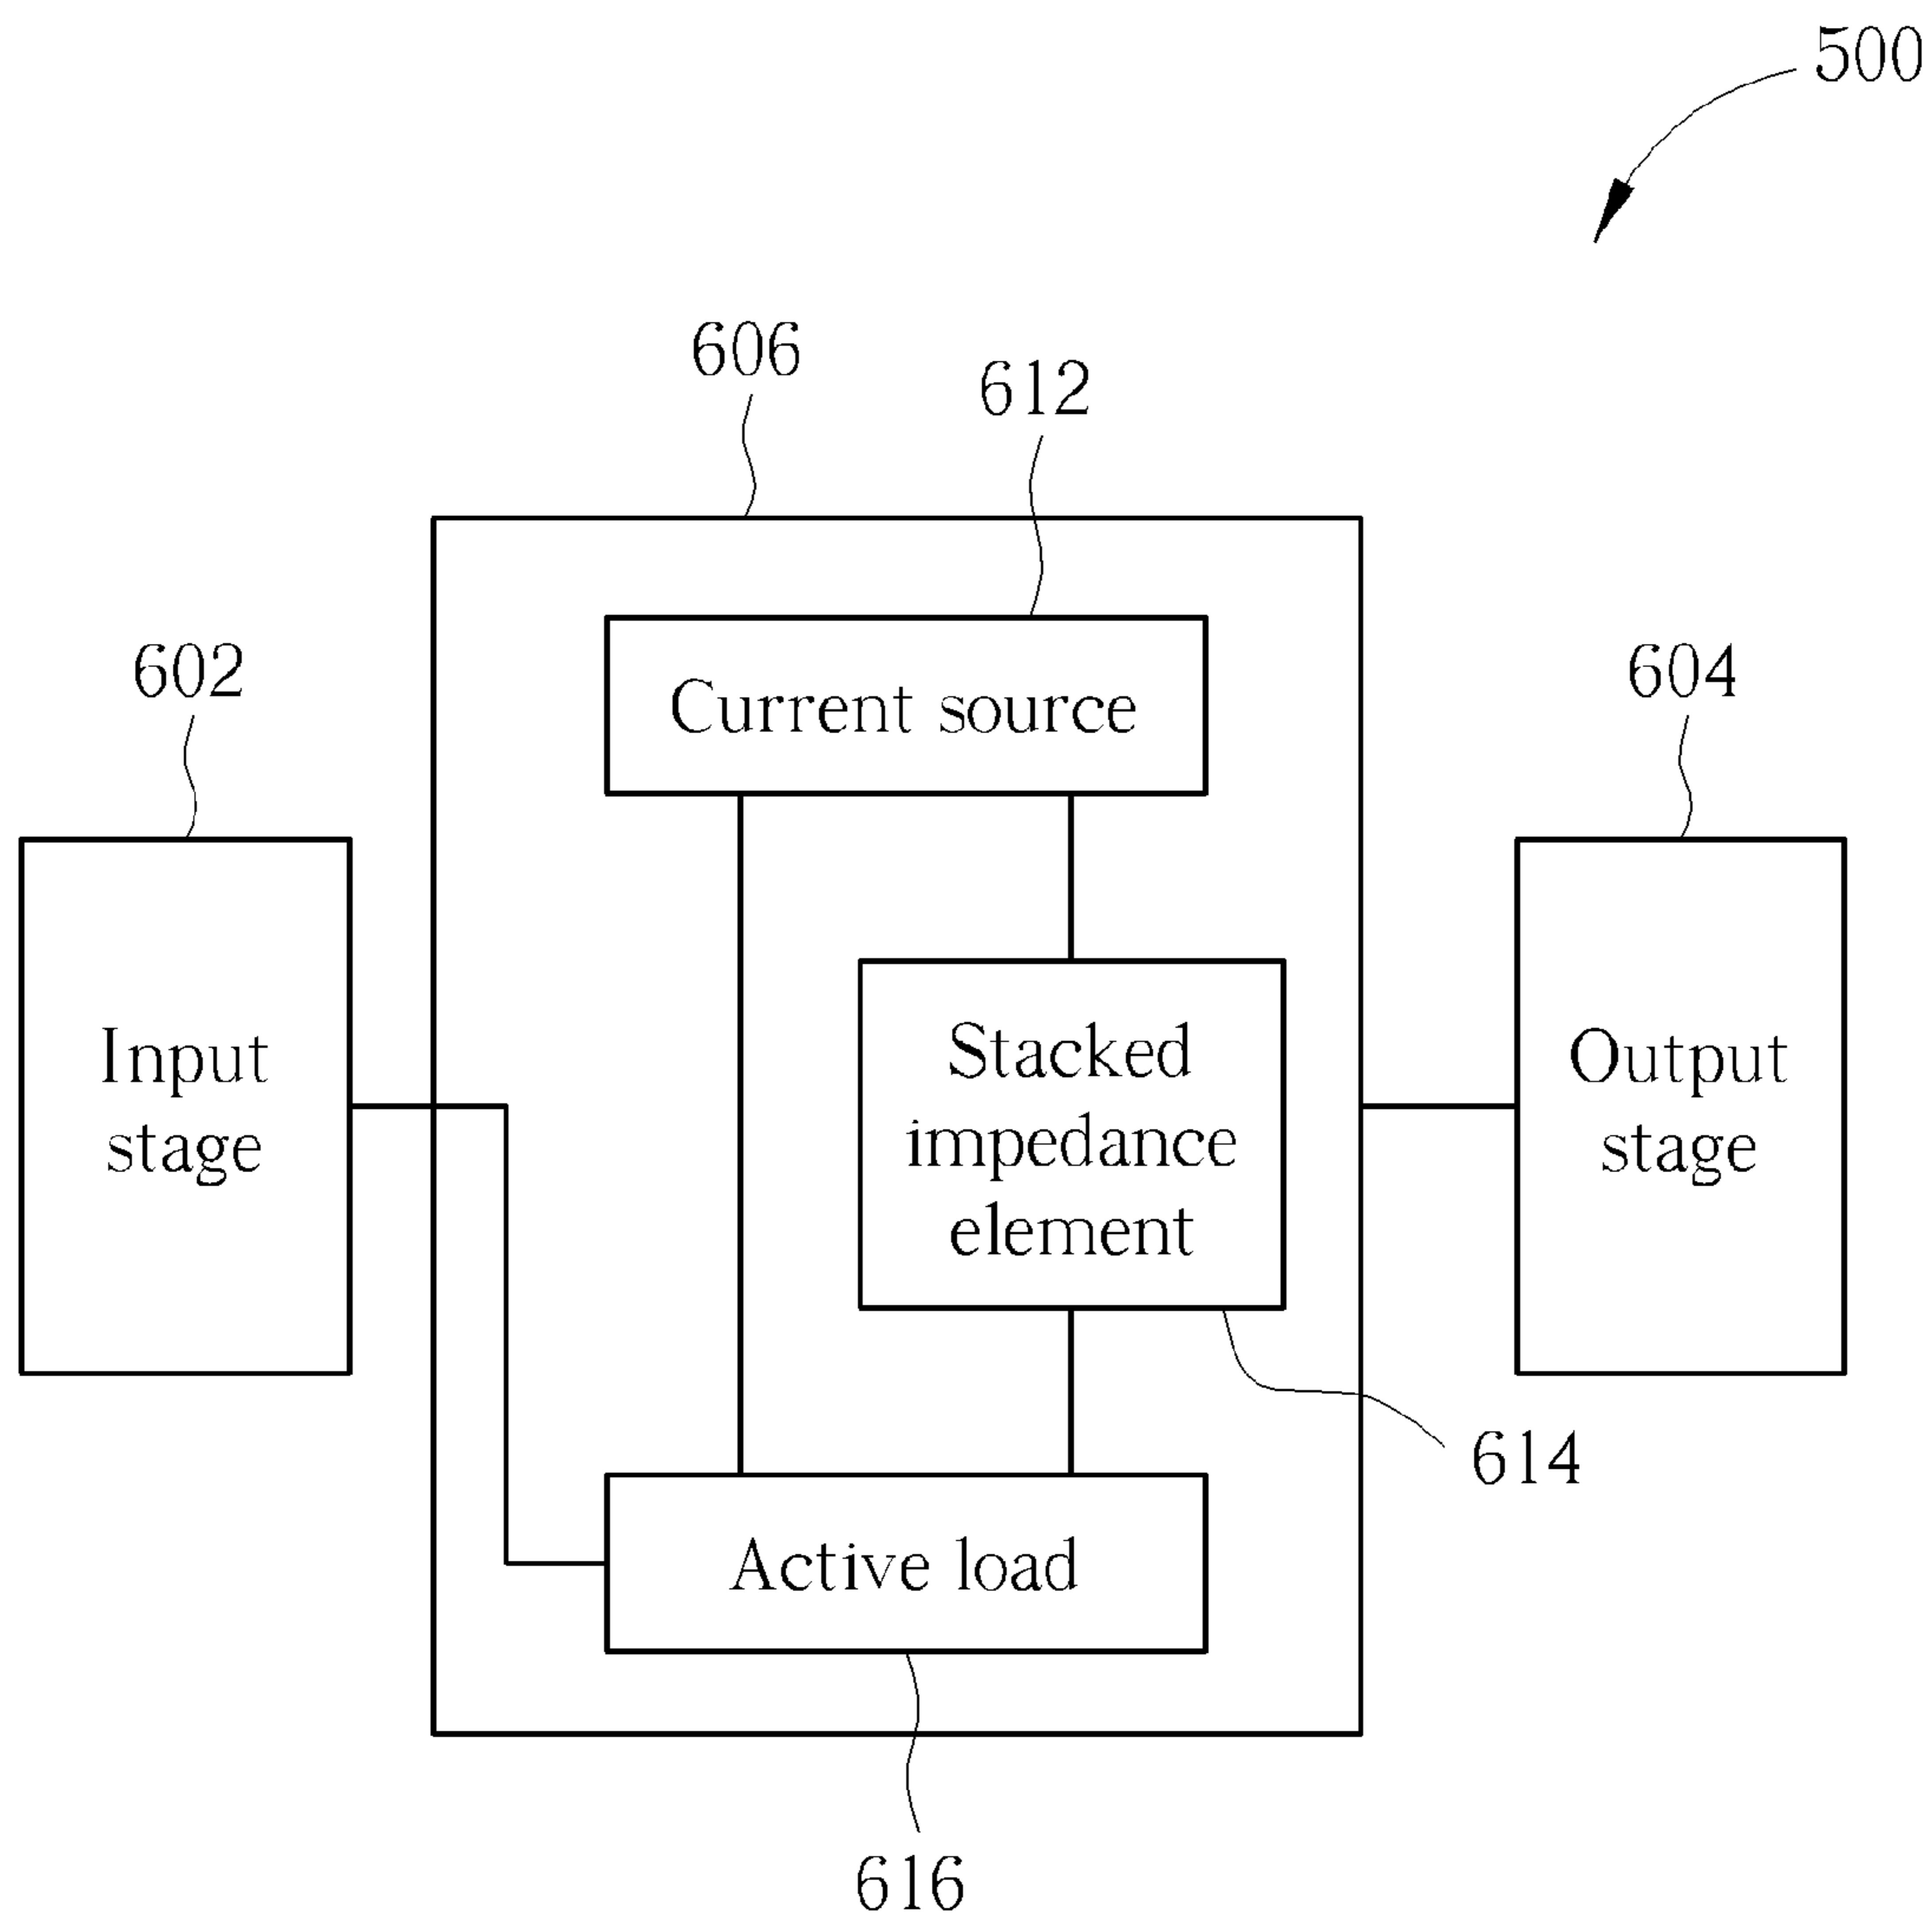 500
606
612
602
604
Current source
Input
stage
Stacked
impedance
element
Output
stage
614
Active load
616